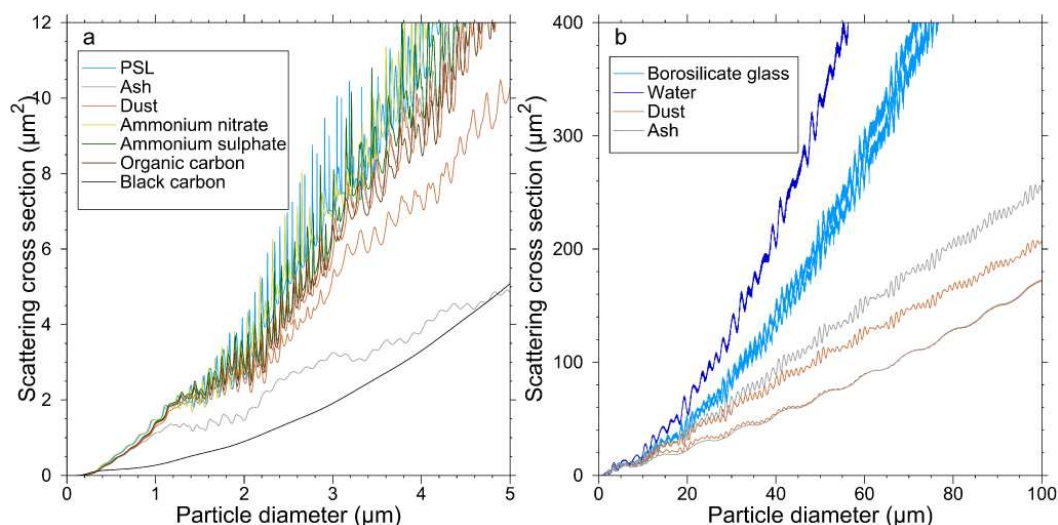 a
PSL
Ash
Dust
Ammonium nitrate
Ammonium sulphate
Organic carbon
Black carbon
Scattering cross section (µm²)
12
10
8
6
4
2
0
0 1 2 3 4 5
Particle diameter (µm)
b
Borosilicate glass
Water
Dust
Ash
Scattering cross section (µm²)
400
300
200
100
0
0 20 40 60 80 100
Particle diameter (µm)